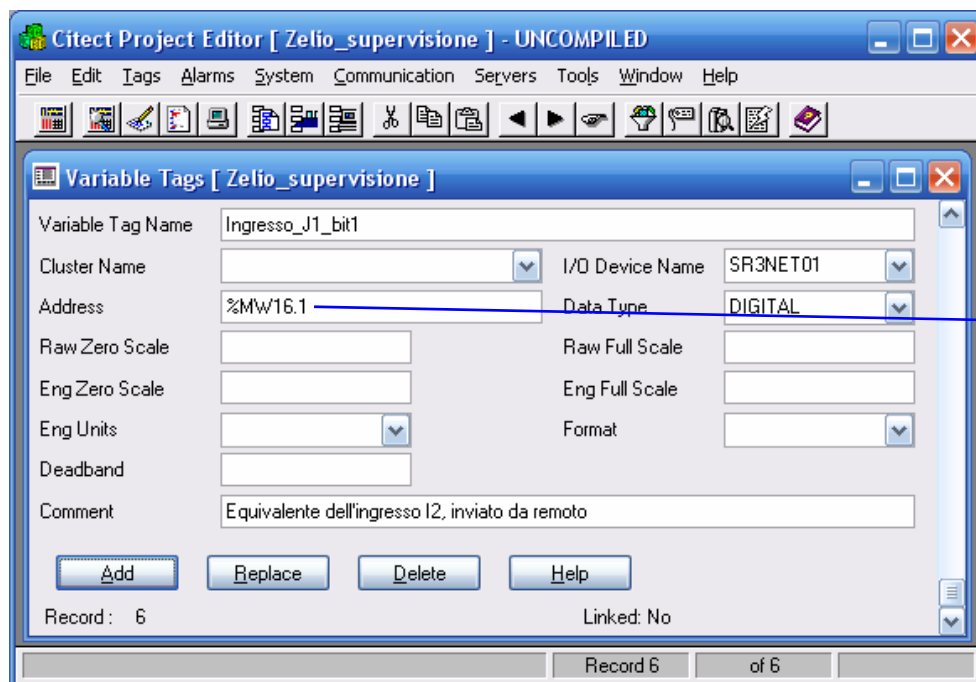 Citect Project Editor [ Zelio_supervisione ] - UNCOMPILED
File Edit Tags Alarms System Communication Servers Tools Window Help
Variable Tags [ Zelio_supervisione ]
Variable Tag Name Ingresso_J1_bit1
Cluster Name I/O Device Name SR3NET01
Address %MW16.1 Data Type DIGITAL
Raw Zero Scale Raw Full Scale
Eng Zero Scale Eng Full Scale
Eng Units Format
Deadband
Comment Equivalente dell'ingresso I2, inviato da remoto
Add Replace Delete Help
Record : 6 Linked: No
Record 6 of 6